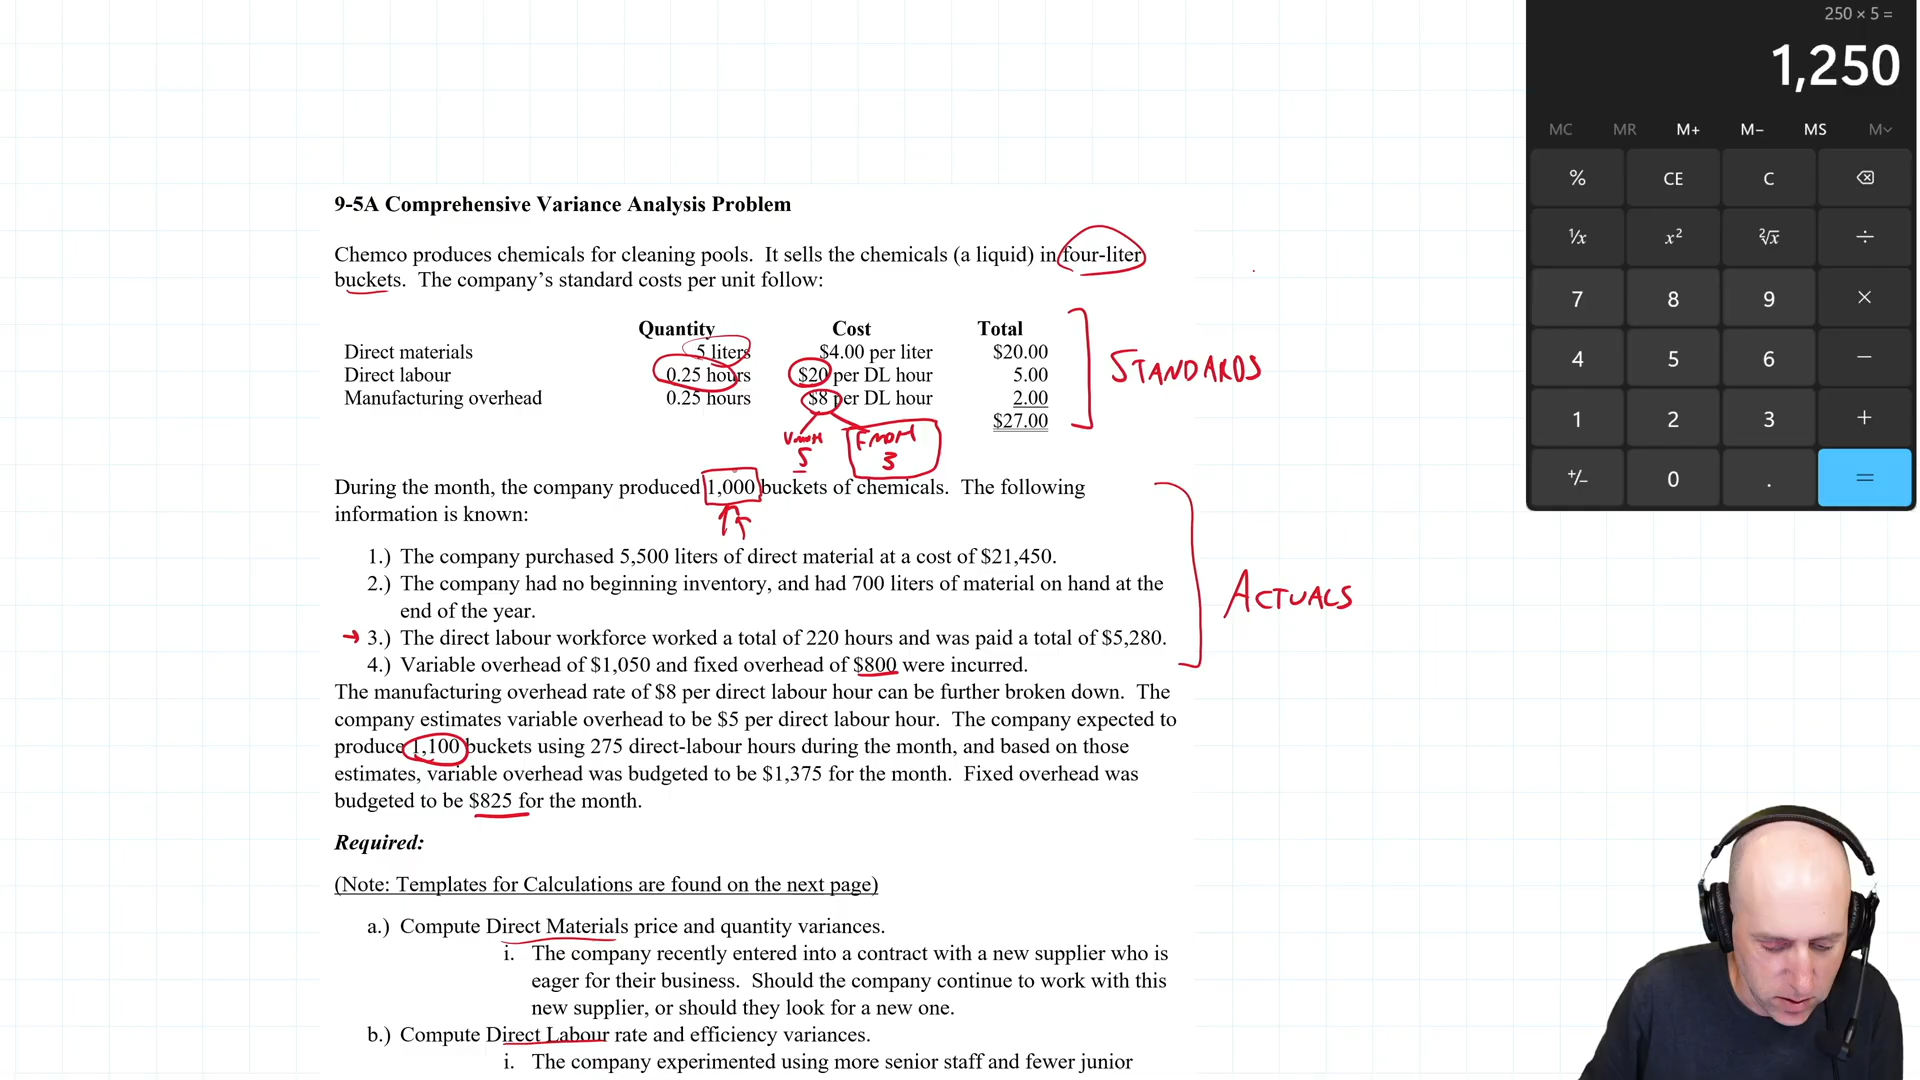 250 × 5 =
1,250
MC MR M+ M− MS M˅
% CE C
¹/x x² ²√x ÷
7 8 9 ×
4 5 6 −
1 2 3 +
+/− 0 . =
9-5A Comprehensive Variance Analysis Problem
Chemco produces chemicals for cleaning pools.  It sells the chemicals (a liquid) in four-liter
buckets.  The company’s standard costs per unit follow:
Quantity Cost Total
Direct materials 5 liters $4.00 per liter $20.00
Direct labour 0.25 hours $20 per DL hour 5.00
Manufacturing overhead 0.25 hours $8 per DL hour 2.00
$27.00
STANDARDS
VMOH FMOH
5 3
During the month, the company produced 1,000 buckets of chemicals.  The following
information is known:
1.) The company purchased 5,500 liters of direct material at a cost of $21,450.
2.) The company had no beginning inventory, and had 700 liters of material on hand at the
end of the year.
3.) The direct labour workforce worked a total of 220 hours and was paid a total of $5,280.
4.) Variable overhead of $1,050 and fixed overhead of $800 were incurred.
ACTUALS
The manufacturing overhead rate of $8 per direct labour hour can be further broken down.  The
company estimates variable overhead to be $5 per direct labour hour.  The company expected to
produce 1,100 buckets using 275 direct-labour hours during the month, and based on those
estimates, variable overhead was budgeted to be $1,375 for the month.  Fixed overhead was
budgeted to be $825 for the month.
Required:
(Note: Templates for Calculations are found on the next page)
a.) Compute Direct Materials price and quantity variances.
i. The company recently entered into a contract with a new supplier who is
eager for their business.  Should the company continue to work with this
new supplier, or should they look for a new one.
b.) Compute Direct Labour rate and efficiency variances.
i. The company experimented using more senior staff and fewer junior